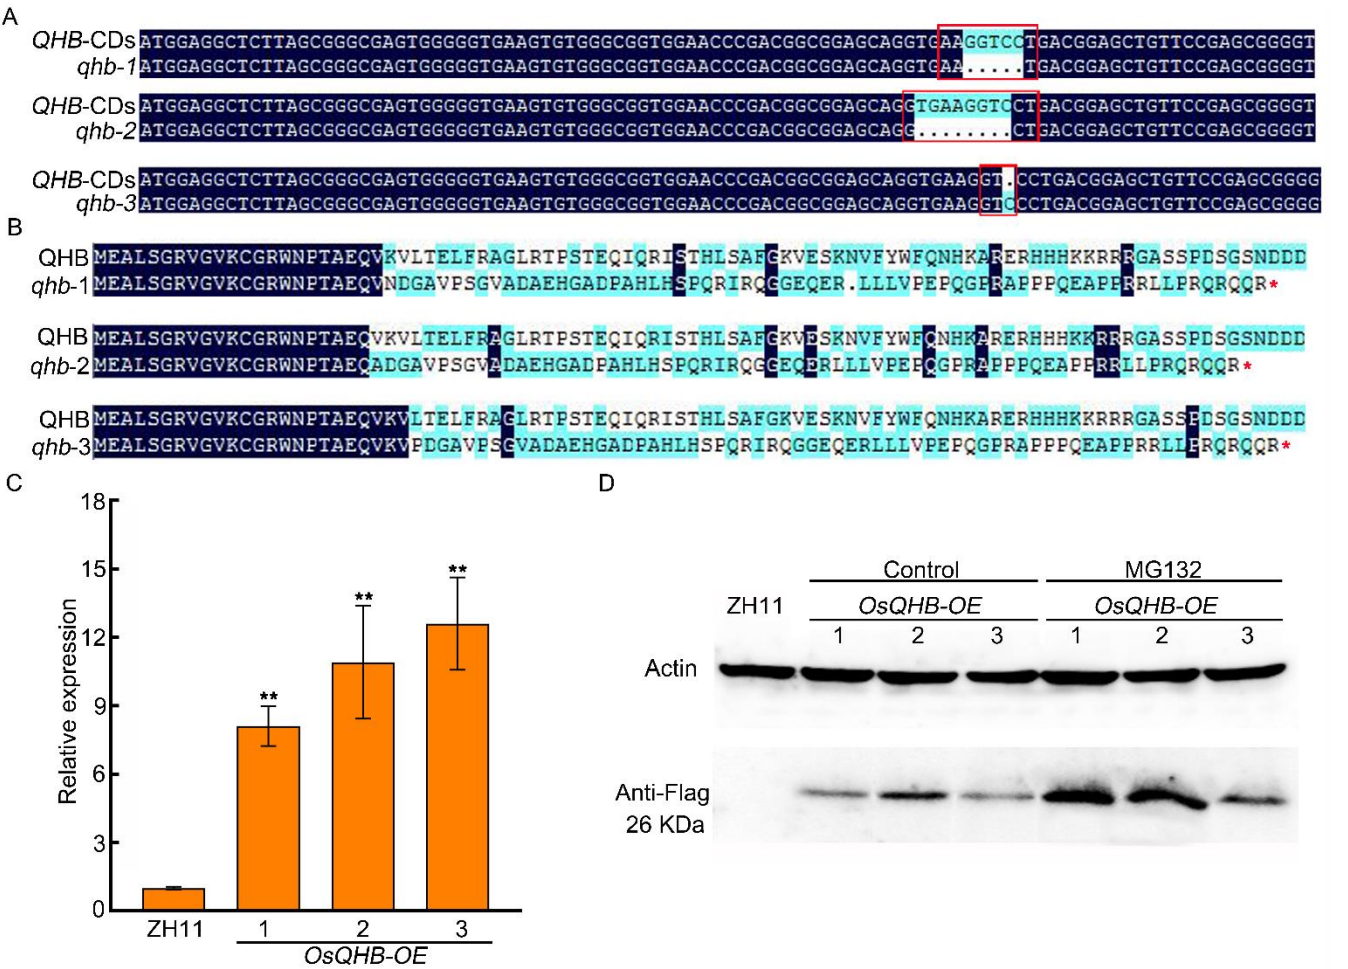 A
QHB-CDs ATGGAGGCTCTTAGCGGGCGAGTGGGGGTGAAGTGTGGGCGGTGGAACCCGACGGCGGAGCAGGTGAAGGTCCTGACGGAGCTGTTCCGAGCGGGGT
qhb-1 ATGGAGGCTCTTAGCGGGCGAGTGGGGGTGAAGTGTGGGCGGTGGAACCCGACGGCGGAGCAGGTGAA.....TGACGGAGCTGTTCCGAGCGGGGT
QHB-CDs ATGGAGGCTCTTAGCGGGCGAGTGGGGGTGAAGTGTGGGCGGTGGAACCCGACGGCGGAGCAGGTGAAGGTCCTGACGGAGCTGTTCCGAGCGGGGT
qhb-2 ATGGAGGCTCTTAGCGGGCGAGTGGGGGTGAAGTGTGGGCGGTGGAACCCGACGGCGGAGCAGG........CTGACGGAGCTGTTCCGAGCGGGGT
QHB-CDs ATGGAGGCTCTTAGCGGGCGAGTGGGGGTGAAGTGTGGGCGGTGGAACCCGACGGCGGAGCAGGTGAAGGT.CCTGACGGAGCTGTTCCGAGCGGGG
qhb-3 ATGGAGGCTCTTAGCGGGCGAGTGGGGGTGAAGTGTGGGCGGTGGAACCCGACGGCGGAGCAGGTGAAGGTCCCTGACGGAGCTGTTCCGAGCGGGG
B
QHB MEALSGRVGVKCGRWNPTAEQVKVLTELFRAGLRTPSTEQIQRISTHLSAFGKVESKNVFYWFQNHKARERHHHKKRRRGASSPDSGSNDDD
qhb-1 MEALSGRVGVKCGRWNPTAEQVNDGAVPSGVADAEHGADPAHLHSPQRIRQGGEQER.LLLVPEPQGPRAPPPQEAPPRRLLPRQRQQR*
QHB MEALSGRVGVKCGRWNPTAEQVKVLTELFRAGLRTPSTEQIQRISTHLSAFGKVESKNVFYWFQNHKARERHHHKKRRRGASSPDSGSNDDD
qhb-2 MEALSGRVGVKCGRWNPTAEQADGAVPSGVADAEHGADPAHLHSPQRIRQGGEQERLLLVPEPQGPRAPPPQEAPPRRLLPRQRQQR*
QHB MEALSGRVGVKCGRWNPTAEQVKVLTELFRAGLRTPSTEQIQRISTHLSAFGKVESKNVFYWFQNHKARERHHHKKRRRGASSPDSGSNDDD
qhb-3 MEALSGRVGVKCGRWNPTAEQVKVPDGAVPSGVADAEHGADPAHLHSPQRIRQGGEQERLLLVPEPQGPRAPPPQEAPPRRLLPRQRQQR*
C
Relative expression
18
15
12
9
6
3
0
** ** **
ZH11 1 2 3
OsQHB-OE
D
Control MG132
ZH11 OsQHB-OE OsQHB-OE
1 2 3 1 2 3
Actin
Anti-Flag
26 KDa